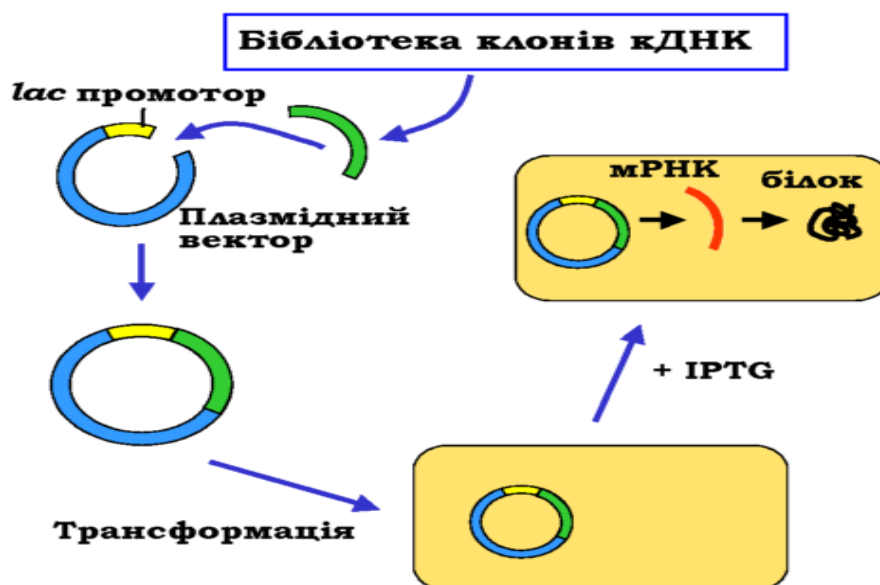 Бібліотека клонів кДНК
lac промотор
Плазмідний
вектор
мРНК
білок
+ IPTG
Трансформація